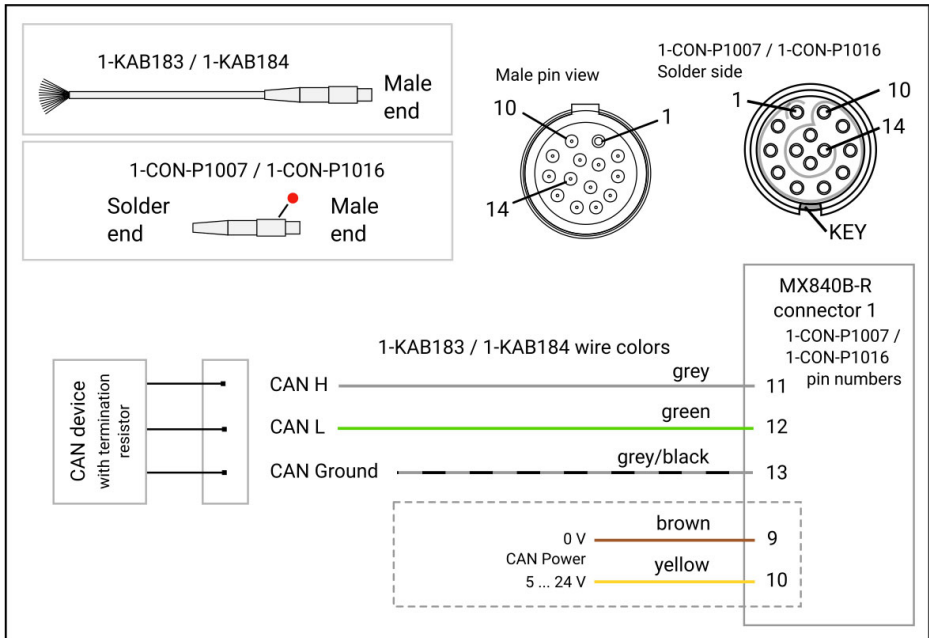 1-KAB183 / 1-KAB184
Male
end
1-CON-P1007 / 1-CON-P1016
Solder
end
Male
end
Male pin view
10
1
14
1-CON-P1007 / 1-CON-P1016
Solder side
1
10
14
KEY
MX840B-R
connector 1
1-CON-P1007 /
1-CON-P1016
pin numbers
1-KAB183 / 1-KAB184 wire colors
CAN device
with termination
resistor
CAN H
grey
11
CAN L
green
12
CAN Ground
grey/black
13
0 V
brown
9
CAN Power
5 ... 24 V
yellow
10